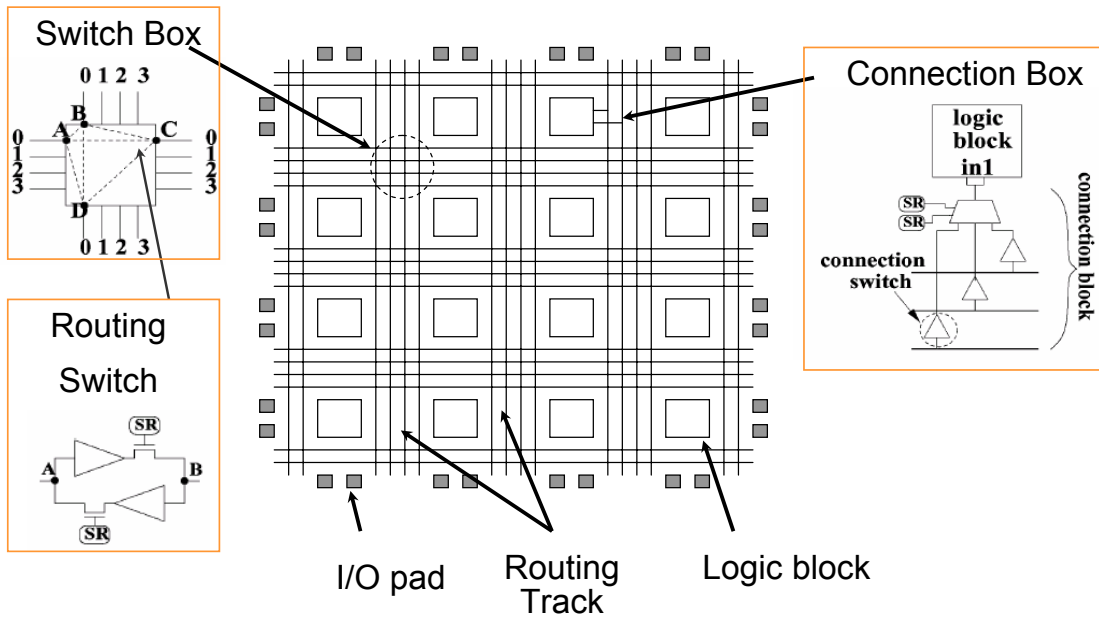 Switch Box
0 1 2 3
B
A
C
0
1
2
3
0
1
2
3
D
0 1 2 3
Routing
Switch
SR
A
B
SR
Connection Box
logic
block
in1
SR
SR
connection
switch
connection block
I/O pad
Routing
Track
Logic block